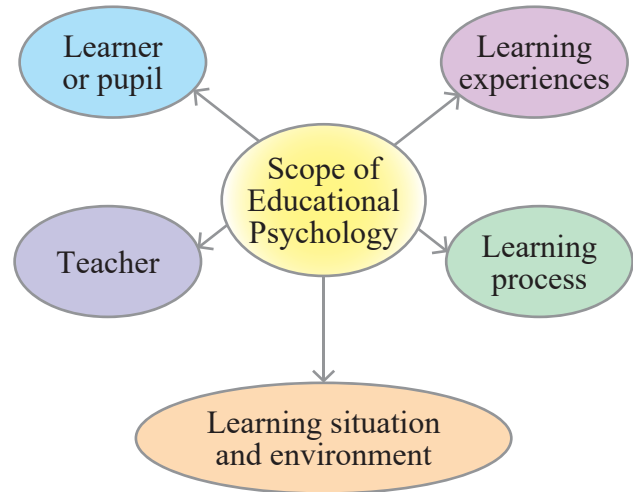 Learner
or pupil
Learning
experiences
Scope of
Educational
Psychology
Teacher
Learning
process
Learning situation
and environment